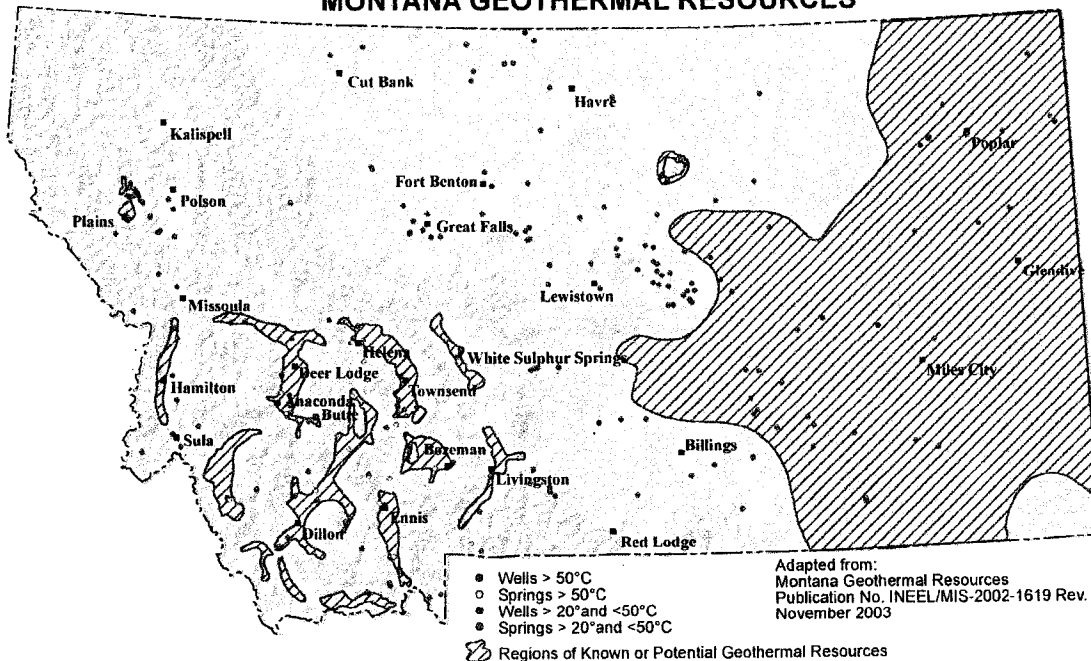 MONTANA GEOTHERMAL RESOURCES
Cut Bank
Havre
Kalispell
Poplar
Fort Benton
Polson
Plains
Great Falls
Glendive
Lewistown
Missoula
Helena
White Sulphur Springs
Deer Lodge
Miles City
Hamilton
Townsend
Anaconda
Butte
Sula
Bozeman
Billings
Livingston
Ennis
Dillon
Red Lodge
Wells > 50°C
Springs > 50°C
Wells > 20°and <50°C
Springs > 20°and <50°C
Regions of Known or Potential Geothermal Resources
Adapted from:
Montana Geothermal Resources
Publication No. INEEL/MIS-2002-1619 Rev.
November 2003